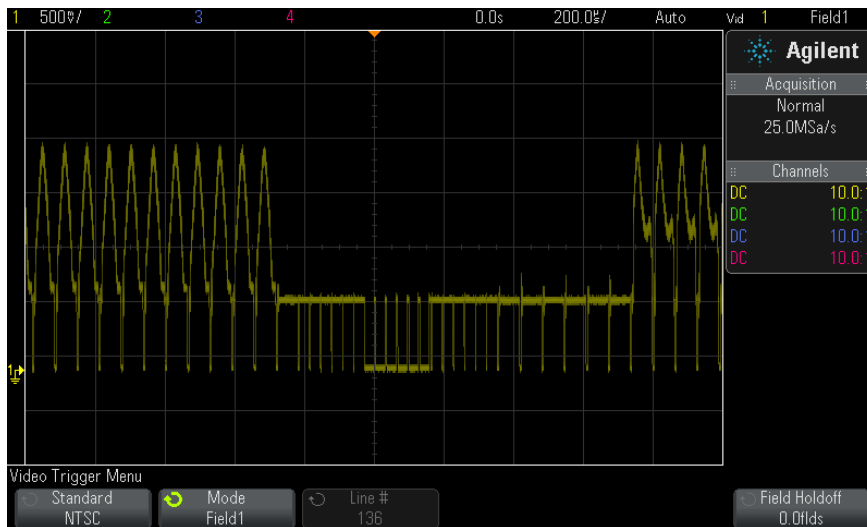 1 500mV/ 2 3 4 0.0s 200.0us/ Auto Vid 1 Field1
Agilent
Acquisition
Normal
25.0MSa/s
Channels
DC 10.0:
DC 10.0:
DC 10.0:
DC 10.0:
1
Video Trigger Menu
Standard
NTSC
Mode
Field1
Line #
136
Field Holdoff
0.0flds